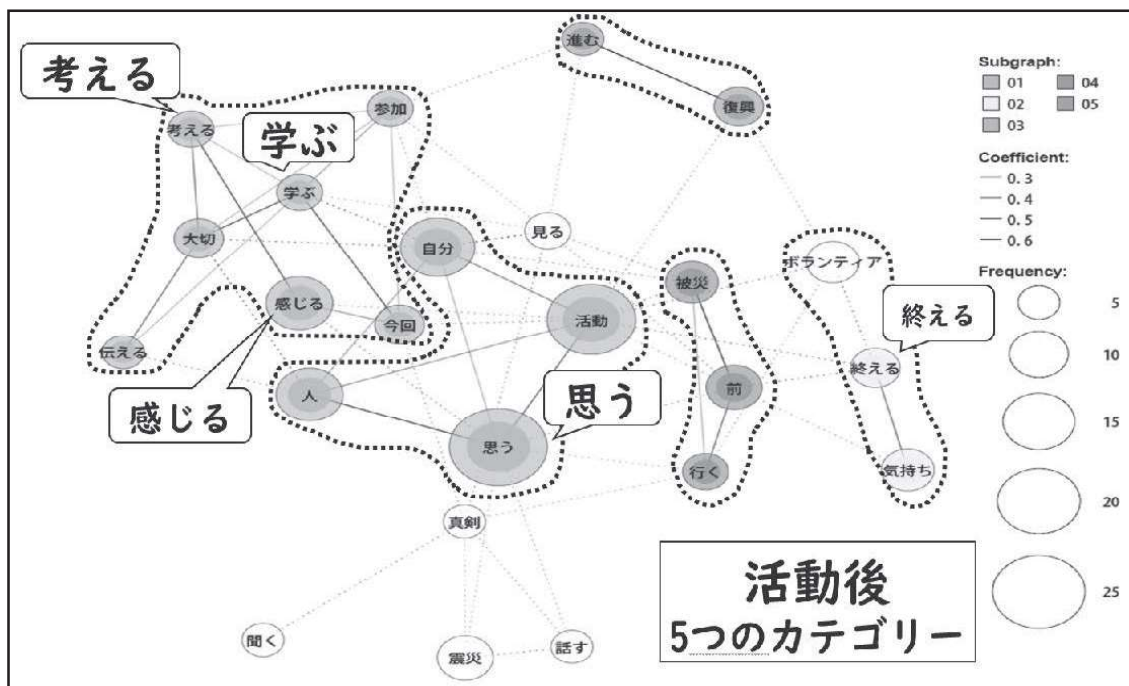 進む
考える
Subgraph:
01 04
02 05
03
参加
復興
考える
学ぶ
Coefficient:
0.3
0.4
0.5
0.6
学ぶ
見る
大切
自分
ボランティア
Frequency:
被災
5
感じる
活動
今回
終える
伝える
10
終える
人
前
感じる
思う
15
思う
行く
気持ち
20
真剣
活動後
5つのカテゴリー
25
聞く
震災
話す